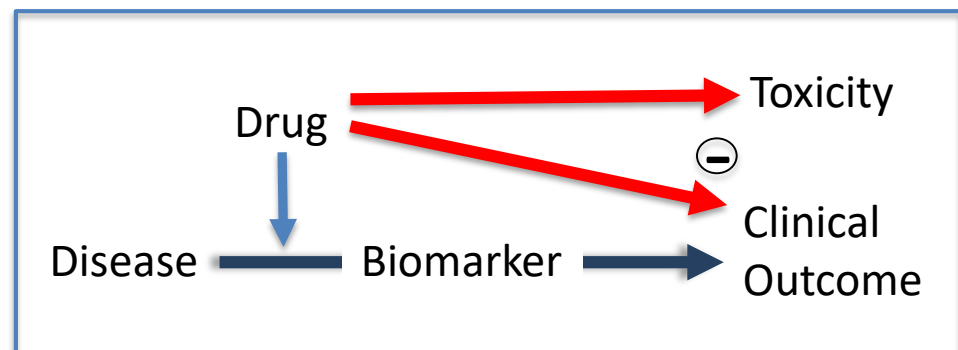 Toxicity
Drug
−
Clinical
Disease
Biomarker
Outcome